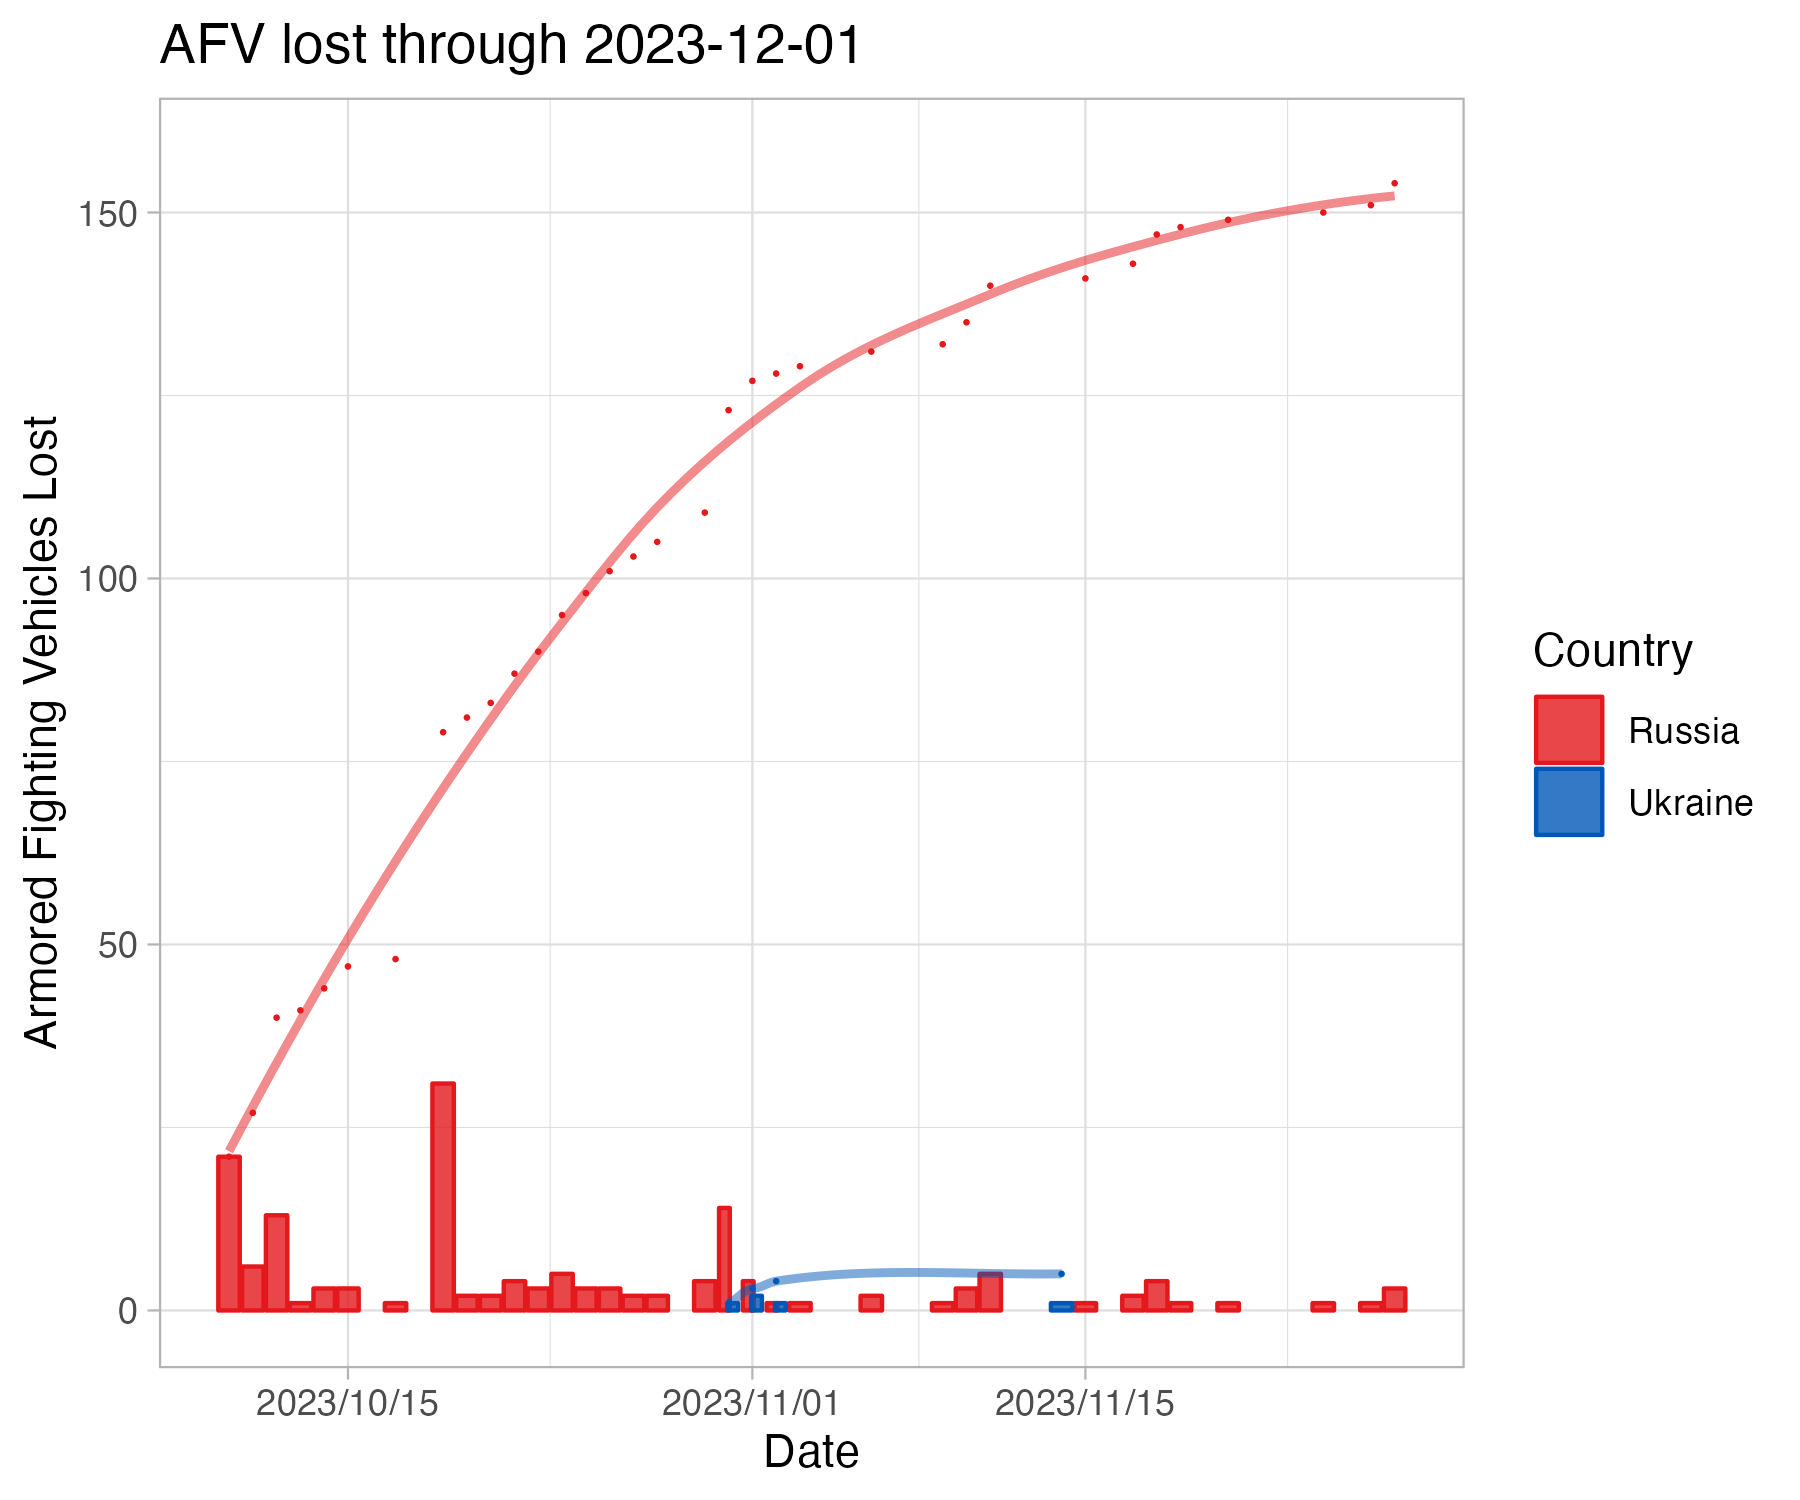 AFV lost through 2023-12-01
Armored Fighting Vehicles Lost
150
100
50
0
2023/10/15
2023/11/01
2023/11/15
Date
Country
Russia
Ukraine